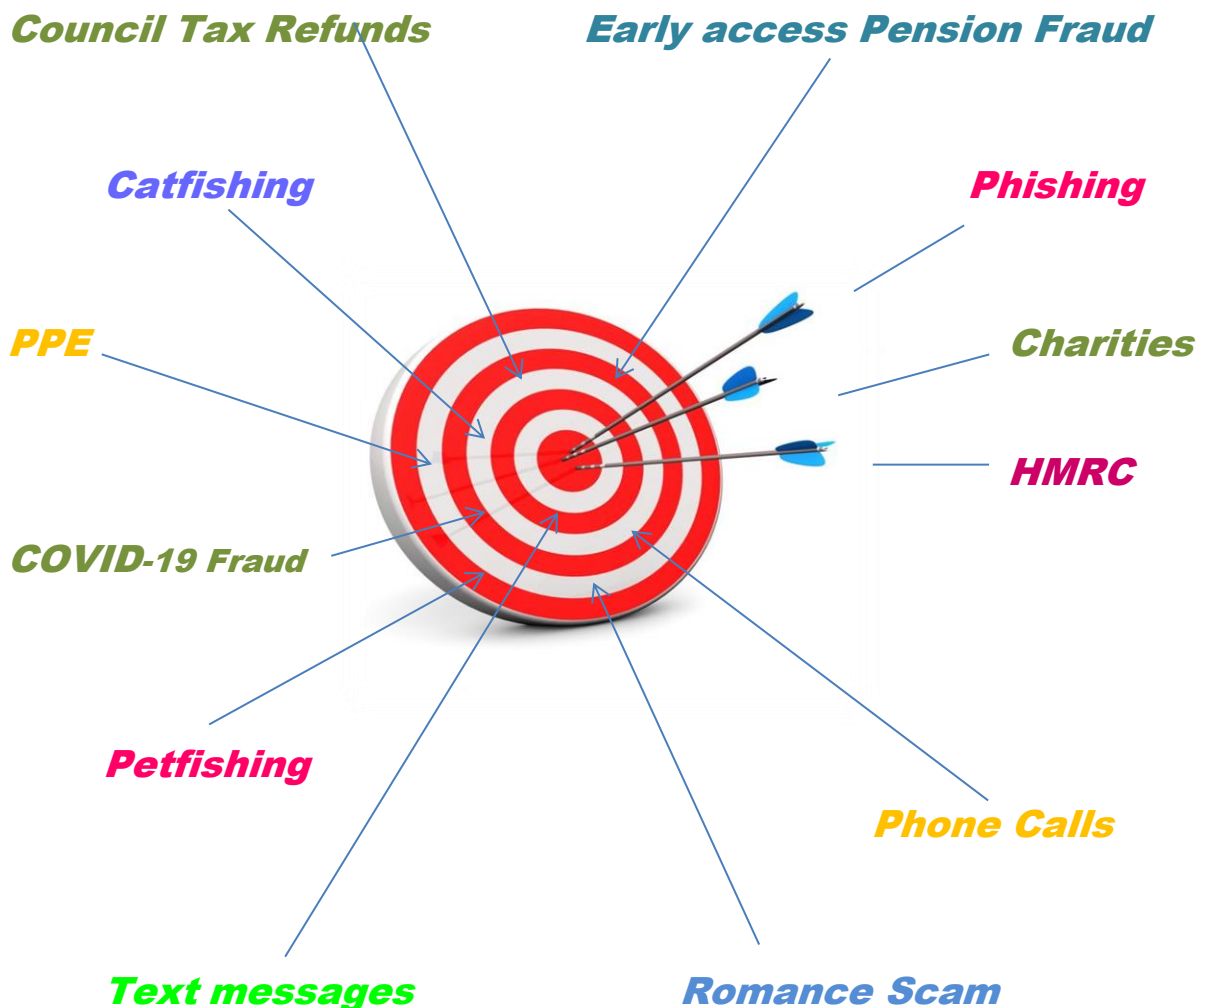 Council Tax Refunds
Early access Pension Fraud
Catfishing
Phishing
PPE
Charities
HMRC
COVID-19 Fraud
Petfishing
Phone Calls
Text messages
Romance Scam